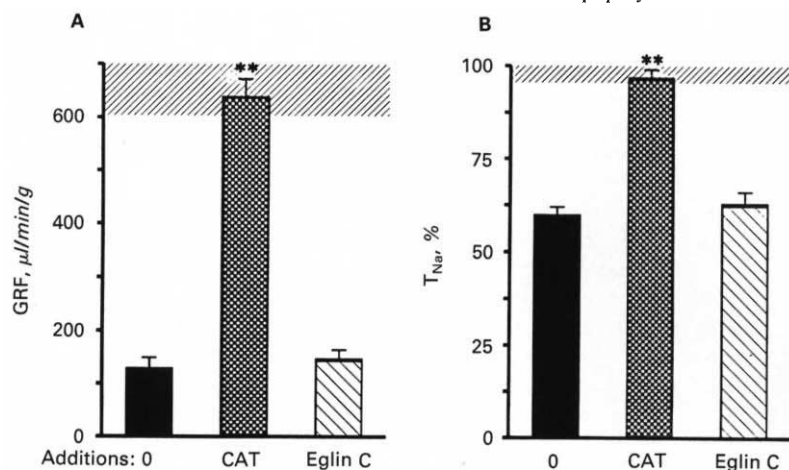 A
**
600
400
200
0
GRF, µl/min/g
Additions: 0 CAT Eglin C
B
**
100
75
50
25
0
T_Na, %
0 CAT Eglin C